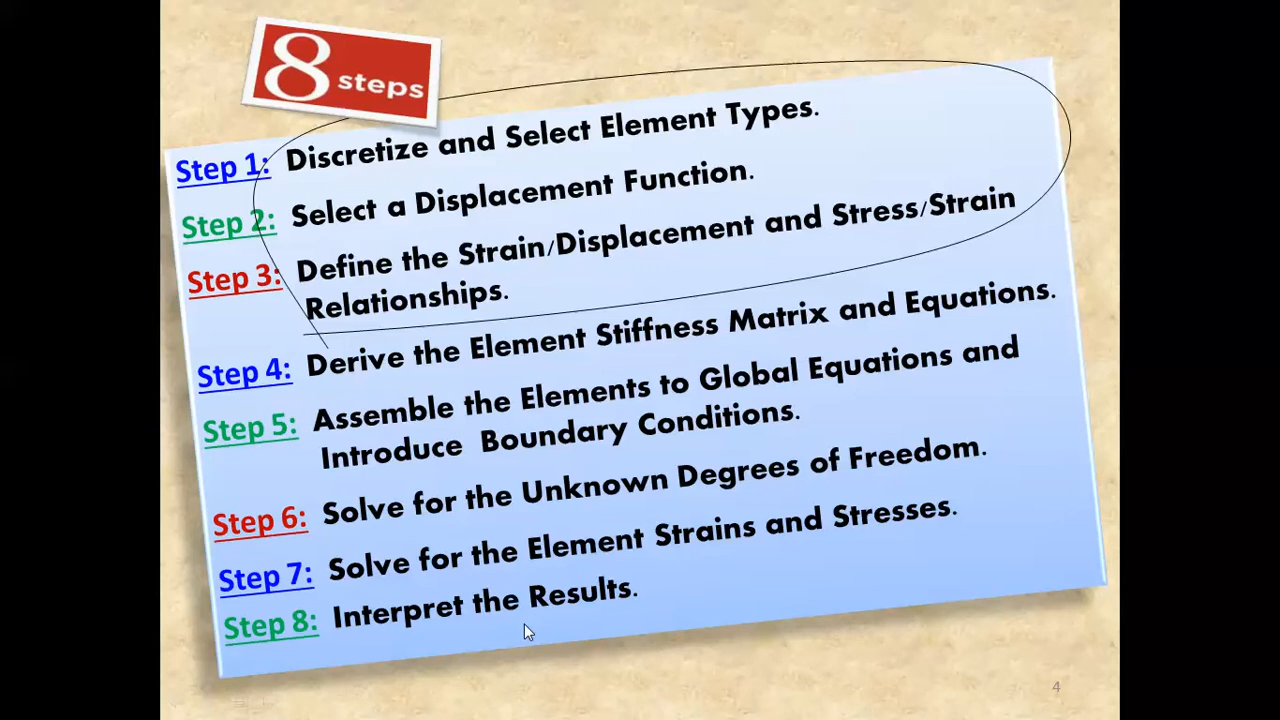 8 steps
Step 1: Discretize and Select Element Types.
Step 2: Select a Displacement Function.
Step 3: Define the Strain/Displacement and Stress/Strain
Relationships.
Step 4: Derive the Element Stiffness Matrix and Equations.
Step 5: Assemble the Elements to Global Equations and
Introduce Boundary Conditions.
Step 6: Solve for the Unknown Degrees of Freedom.
Step 7: Solve for the Element Strains and Stresses.
Step 8: Interpret the Results.
4